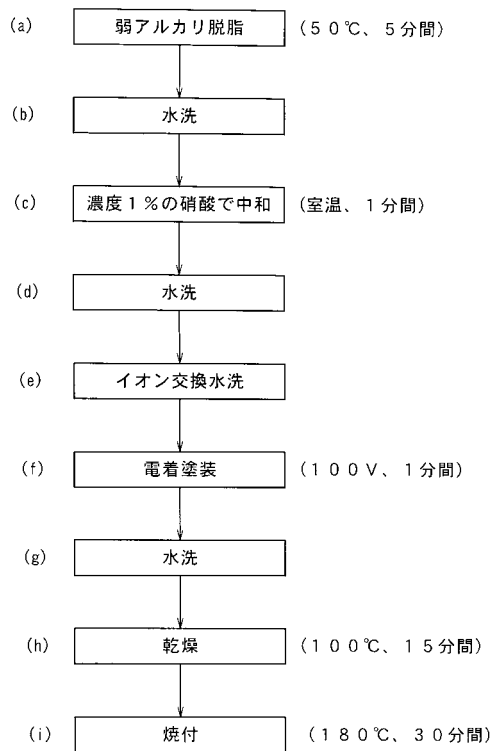 (a) 弱アルカリ脱脂 (50℃、5分間)
(b) 水洗
(c) 濃度1%の硝酸で中和 (室温、1分間)
(d) 水洗
(e) イオン交換水洗
(f) 電着塗装 (100V、1分間)
(g) 水洗
(h) 乾燥 (100℃、15分間)
(i) 焼付 (180℃、30分間)